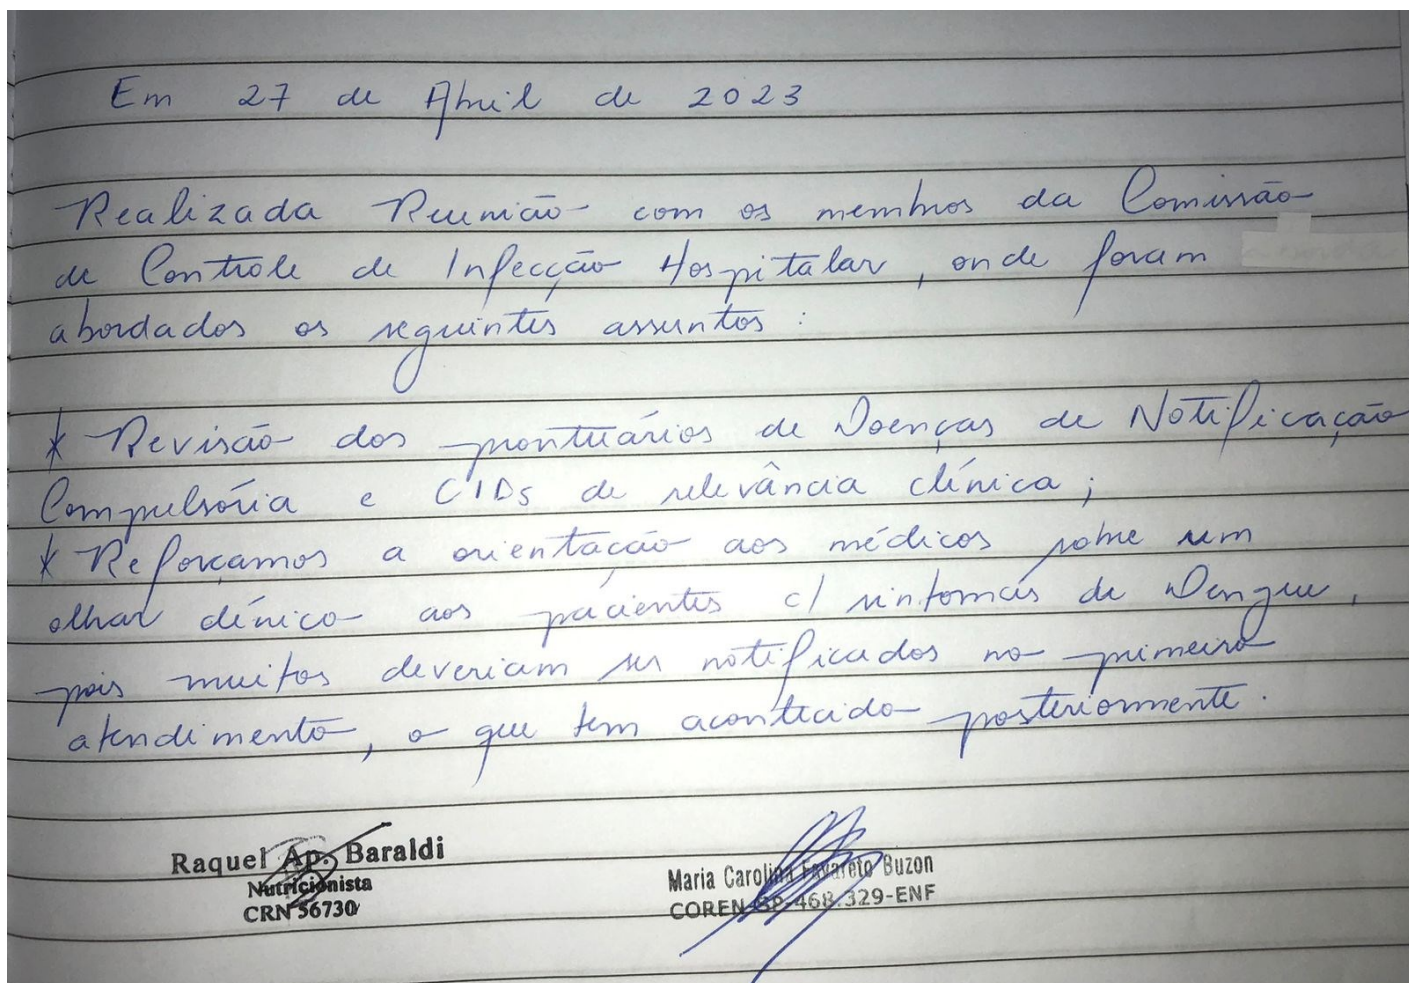 Em 27 de Abril de 2023
Realizada Reunião com os membros da Comissão
de Controle de Infecção Hospitalar, onde foram
abordados os seguintes assuntos:
* Revisão dos prontuários de Doenças de Notificação
Compulsória e CIDs de relevância clínica;
* Reforçamos a orientação aos médicos sobre um
olhar clínico aos pacientes c/ sintomas de Dengue,
pois muitos deveriam ser notificados no primeiro
atendimento, o que tem acontecido posteriormente.
Raquel Ap. Baraldi
Nutricionista
CRN 56730
Maria Carolina Favareto Buzon
COREN-SP-468.329-ENF